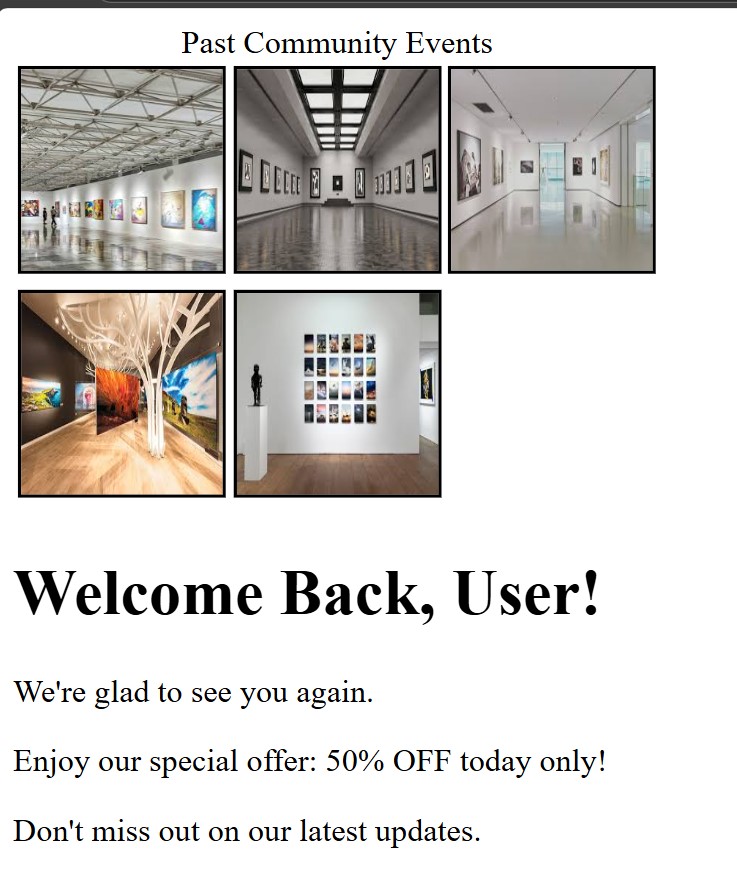 Past Community Events
Welcome Back, User!
We're glad to see you again.
Enjoy our special offer: 50% OFF today only!
Don't miss out on our latest updates.